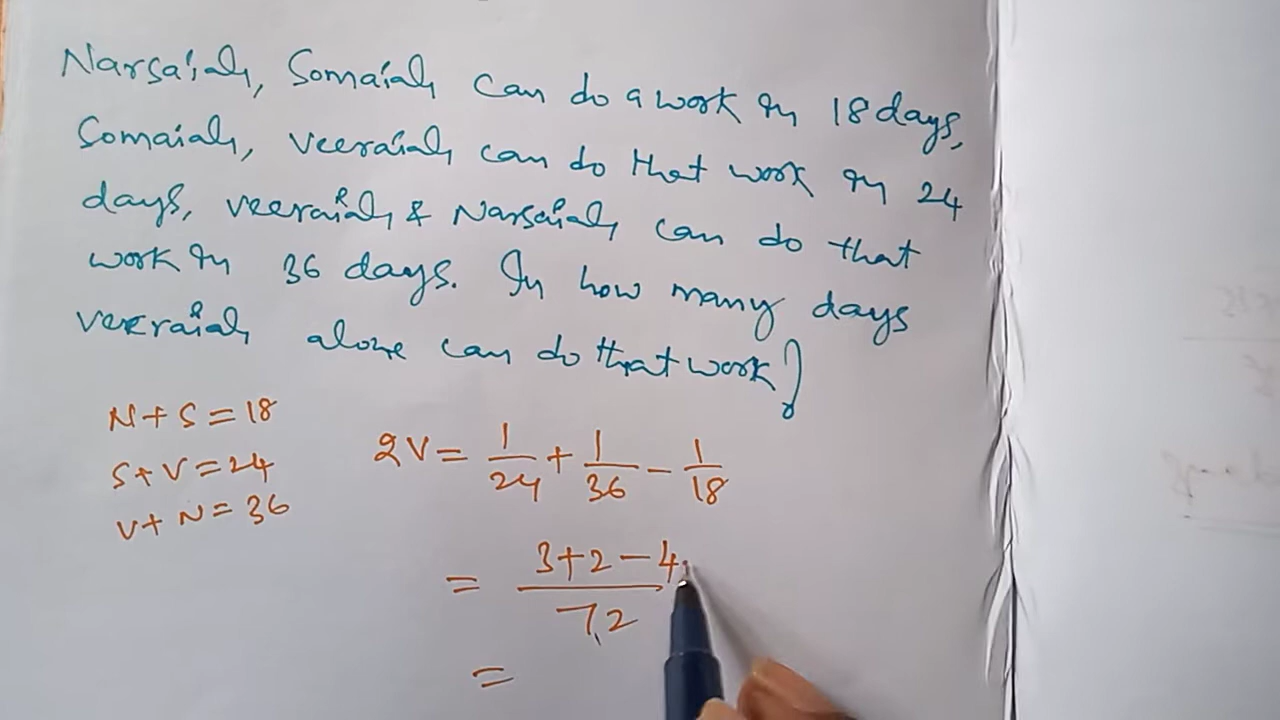 Narsaiah, Somaiah can do a work in 18 days,
Somaiah, Veeraiah can do that work in 24
days, Veeraiah & Narsaiah can do that
work in 36 days. In how many days
veeraiah alone can do that work?
N + S = 18
S + V = 24
V + N = 36
2V = 1/24 + 1/36 - 1/18
= 3+2-4/72
=